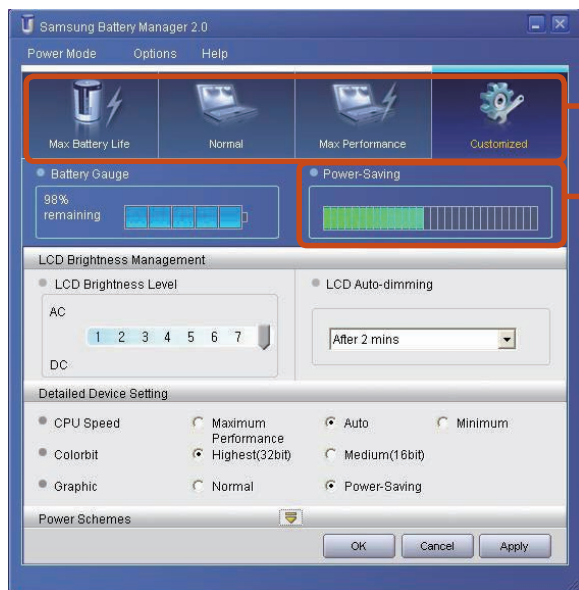 Samsung Battery Manager 2.0
Power Mode Options Help
Max Battery Life Normal Max Performance Customized
Battery Gauge Power-Saving
98%
remaining
LCD Brightness Management
LCD Brightness Level LCD Auto-dimming
AC
1 2 3 4 5 6 7
After 2 mins
DC
Detailed Device Setting
CPU Speed Maximum Performance Auto Minimum
Colorbit Highest(32bit) Medium(16bit)
Graphic Normal Power-Saving
Power Schemes
OK Cancel Apply